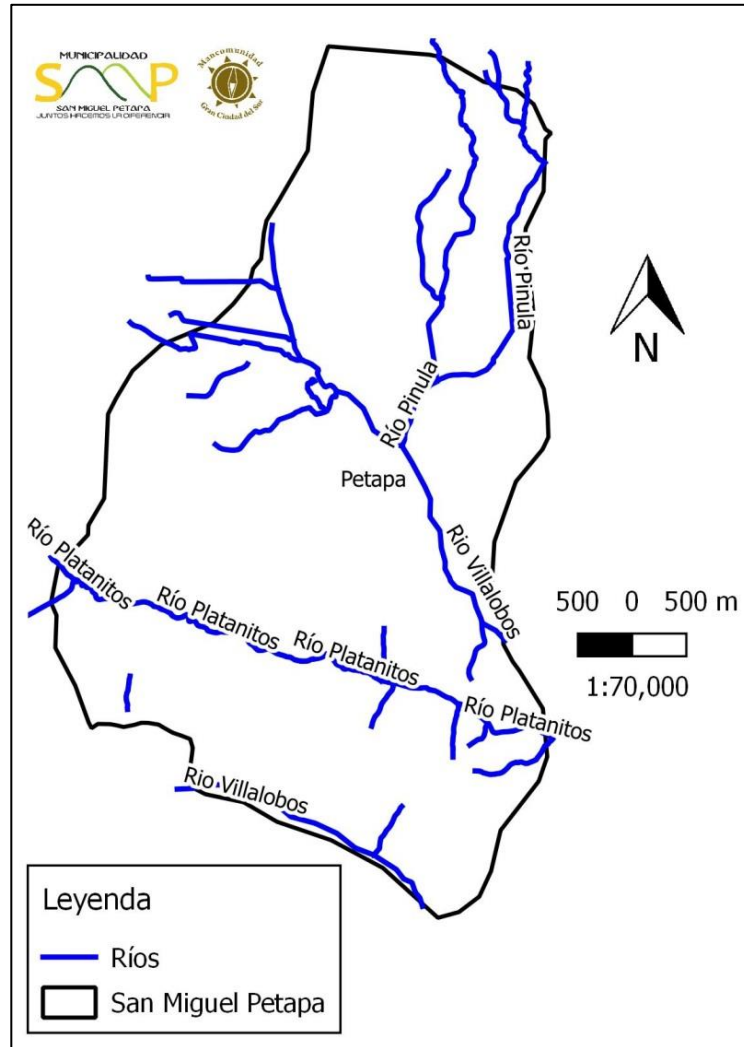 MUNICIPALIDAD
SMP
SAN MIGUEL PETAPA
JUNTOS HACEMOS LA DIFERENCIA
Mancomunidad
Gran Ciudad del Sur
Río Pinula
Río Pinula
N
Petapa
Río Platanitos
Rio Villalobos
Río Platanitos
500 0 500 m
Río Platanitos
1:70,000
Río Platanitos
Rio Villalobos
Leyenda
Ríos
San Miguel Petapa